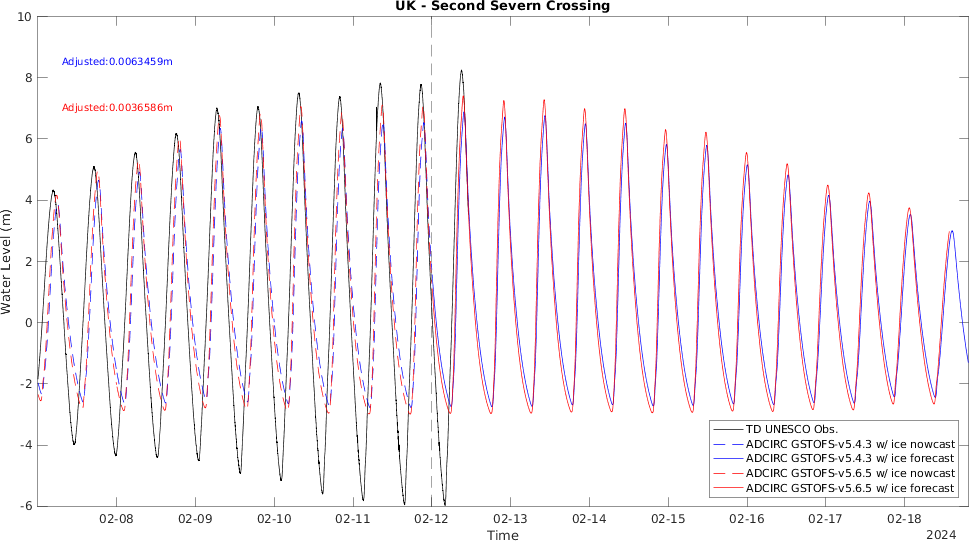 UK - Second Severn Crossing
10
8
6
4
2
0
-2
-4
-6
Water Level (m)
Adjusted:0.0063459m
Adjusted:0.0036586m
TD UNESCO Obs.
ADCIRC GSTOFS-v5.4.3 w/ ice nowcast
ADCIRC GSTOFS-v5.4.3 w/ ice forecast
ADCIRC GSTOFS-v5.6.5 w/ ice nowcast
ADCIRC GSTOFS-v5.6.5 w/ ice forecast
02-08 02-09 02-10 02-11 02-12 02-13 02-14 02-15 02-16 02-17 02-18
Time
2024